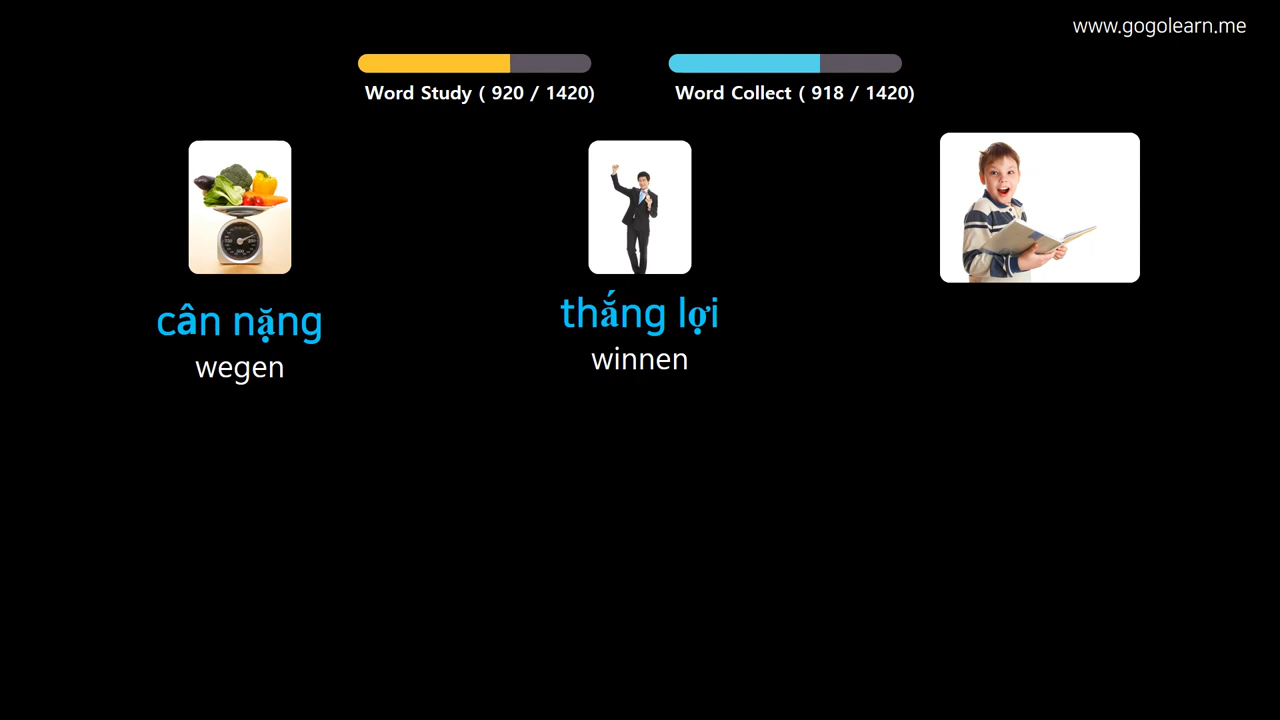 www.gogolearn.me
Word Study ( 920 / 1420)
Word Collect ( 918 / 1420)
cân nặng
wegen
thắng lợi
winnen